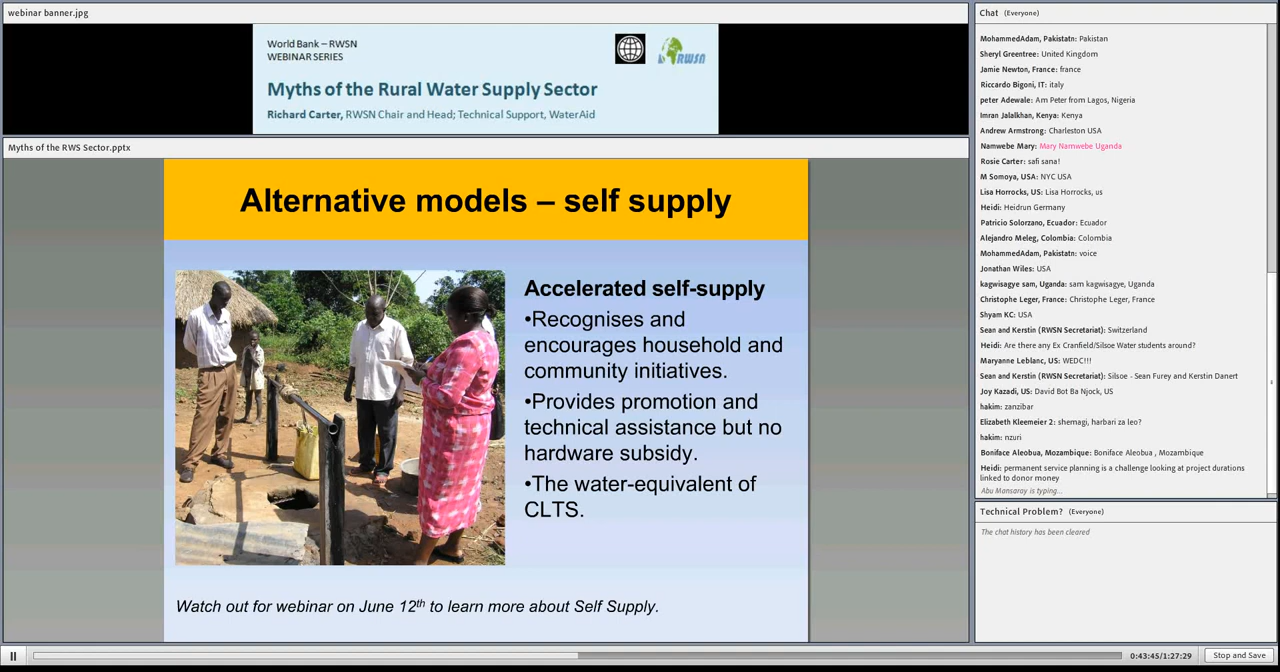 webinar banner.jpg
World Bank – RWSN
WEBINAR SERIES
RWSN
Myths of the Rural Water Supply Sector
Richard Carter, RWSN Chair and Head; Technical Support, WaterAid
Myths of the RWS Sector.pptx
Alternative models – self supply
Accelerated self-supply
•Recognises and
encourages household and
community initiatives.
•Provides promotion and
technical assistance but no
hardware subsidy.
•The water-equivalent of
CLTS.
Watch out for webinar on June 12th to learn more about Self Supply.
Chat (Everyone)
MohammedAdam, Pakistatn: Pakistan
Sheryl Greentree: United Kingdom
Jamie Newton, France: france
Riccardo Bigoni, IT: italy
peter Adewale: Am Peter from Lagos, Nigeria
Imran Jalalkhan, Kenya: Kenya
Andrew Armstrong: Charleston USA
Namwebe Mary: Mary Namwebe Uganda
Rosie Carter: safi sana!
M Somoya, USA: NYC USA
Lisa Horrocks, US: Lisa Horrocks, us
Heidi: Heidrun Germany
Patricio Solorzano, Ecuador: Ecuador
Alejandro Meleg, Colombia: Colombia
MohammedAdam, Pakistatn: voice
Jonathan Wiles: USA
kagwisagye sam, Uganda: sam kagwisagye, Uganda
Christophe Leger, France: Christophe Leger, France
Shyam KC: USA
Sean and Kerstin (RWSN Secretariat): Switzerland
Heidi: Are there any Ex Cranfield/Silsoe Water students around?
Maryanne Leblanc, US: WEDC!!!
Sean and Kerstin (RWSN Secretariat): Silsoe - Sean Furey and Kerstin Danert
Joy Kazadi, US: David Bot Ba Njock, US
hakim: zanzibar
Elizabeth Kleemeier 2: shemagi, harbari za leo?
hakim: nzuri
Boniface Aleobua, Mozambique: Boniface Aleobua , Mozambique
Heidi: permanent service planning is a challenge looking at project durations
linked to donor money
Abu Mansaray is typing...
Technical Problem? (Everyone)
The chat history has been cleared
0:43:45/1:27:29
Stop and Save